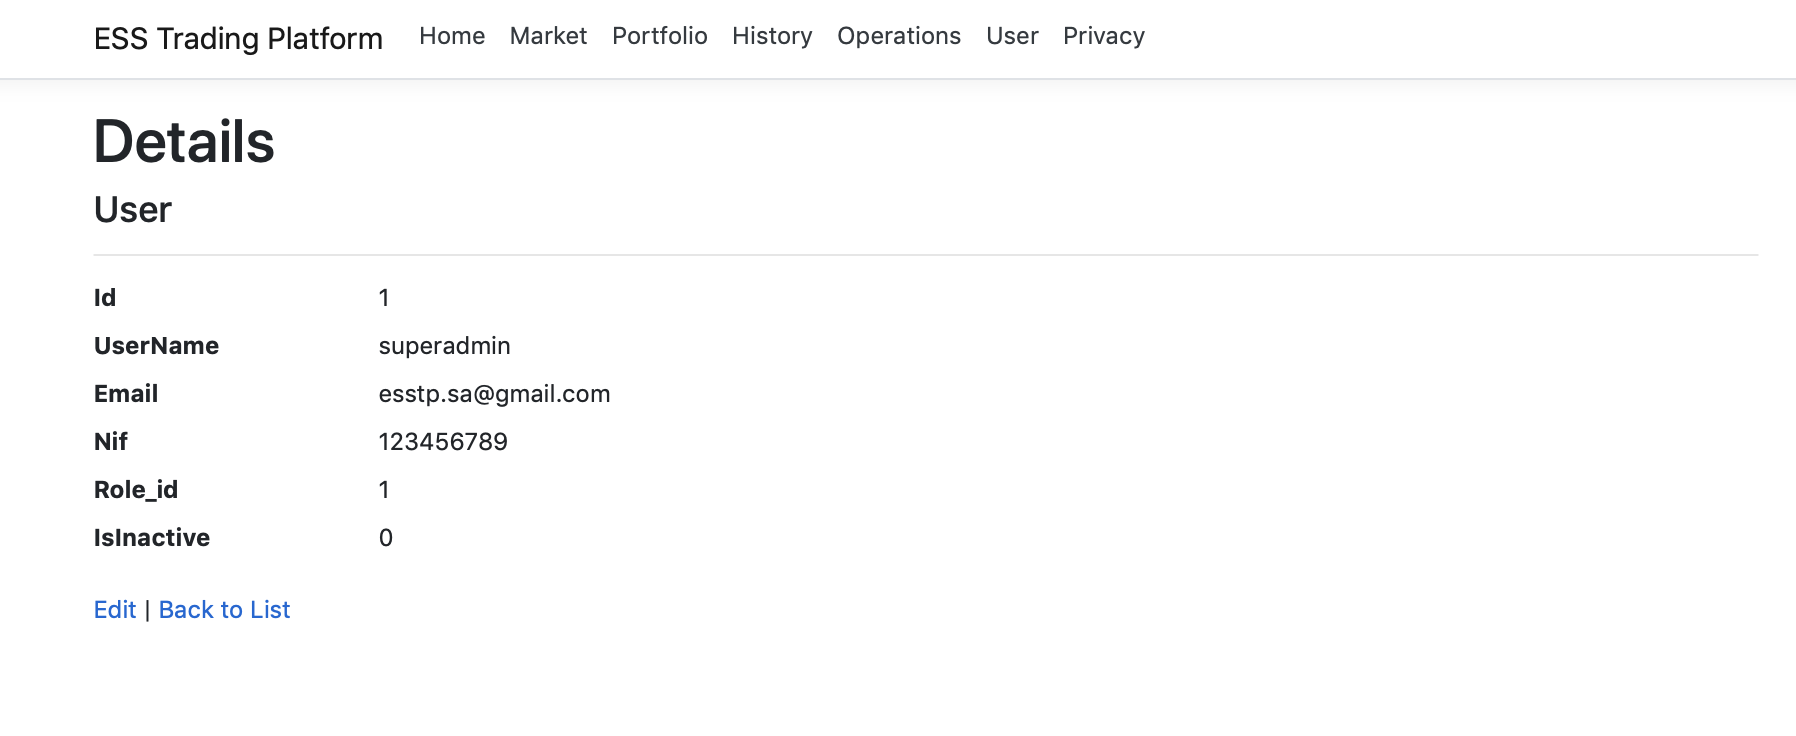 ESS Trading Platform Home Market Portfolio History Operations User Privacy
Details
User
Id 1
UserName superadmin
Email esstp.sa@gmail.com
Nif 123456789
Role_id 1
IsInactive 0
Edit | Back to List